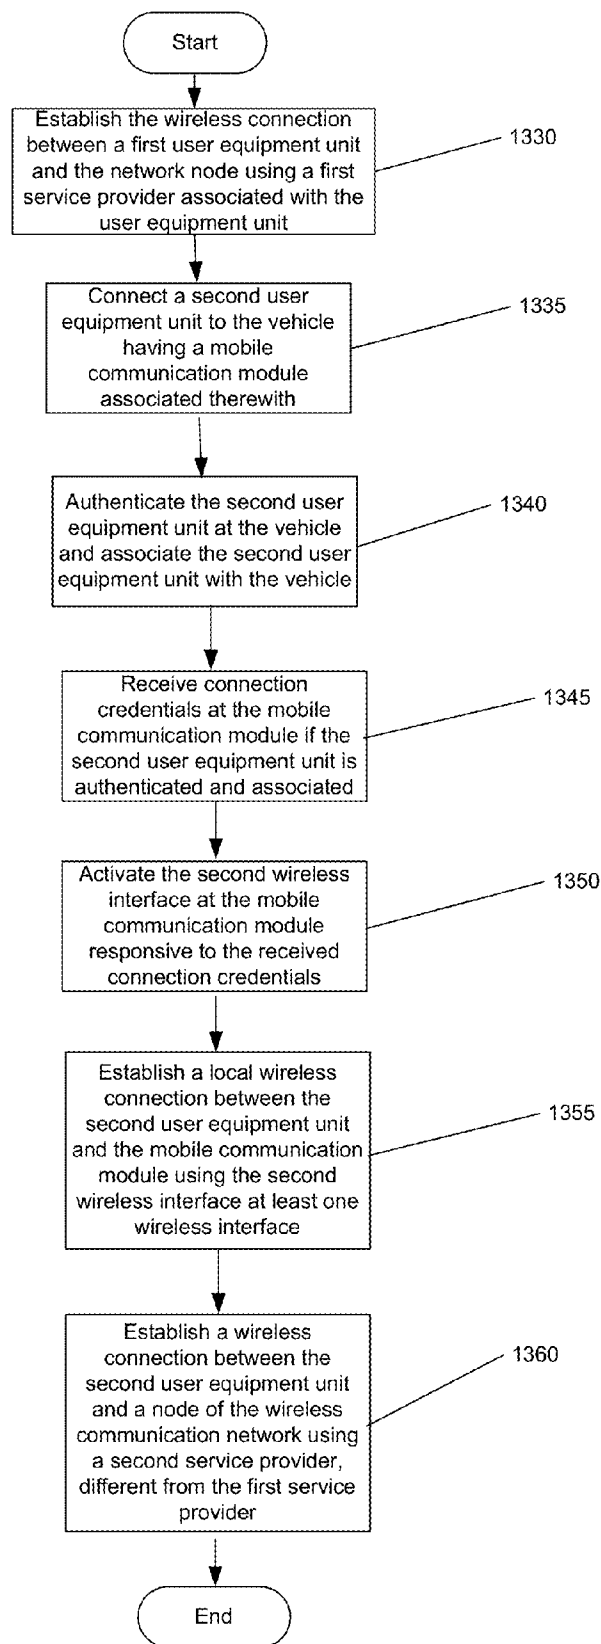 Start
Establish the wireless connection
between a first user equipment unit
and the network node using a first
service provider associated with the
user equipment unit
1330
Connect a second user
equipment unit to the vehicle
having a mobile
communication module
associated therewith
1335
Authenticate the second user
equipment unit at the vehicle
and associate the second user
equipment unit with the vehicle
1340
Receive connection
credentials at the mobile
communication module if the
second user equipment unit is
authenticated and associated
1345
Activate the second wireless
interface at the mobile
communication module
responsive to the received
connection credentials
1350
Establish a local wireless
connection between the
second user equipment unit
and the mobile communication
module using the second
wireless interface at least one
wireless interface
1355
Establish a wireless
connection between the
second user equipment unit
and a node of the wireless
communication network using
a second service provider,
different from the first service
provider
1360
End